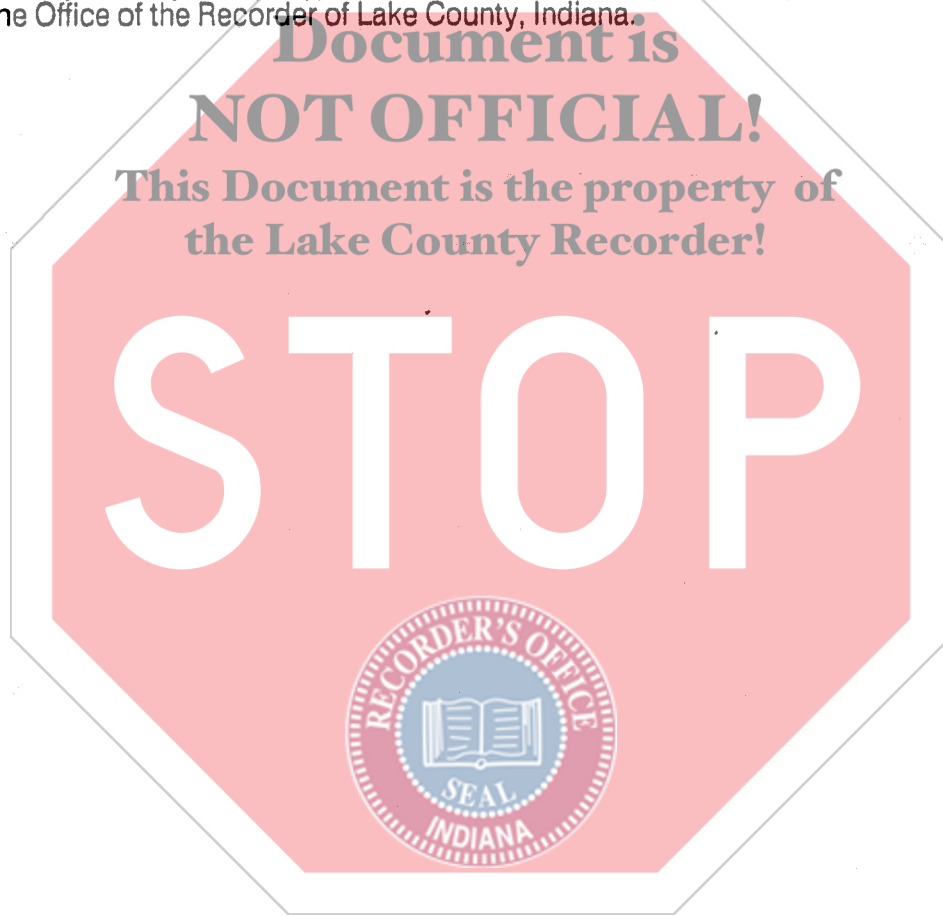 ne Office of the Recorder of Lake County, Indiana.
Document is
NOT OFFICIAL!
This Document is the property of
the Lake County Recorder!
STOP
RECORDER'S OFFICE
SEAL
INDIANA